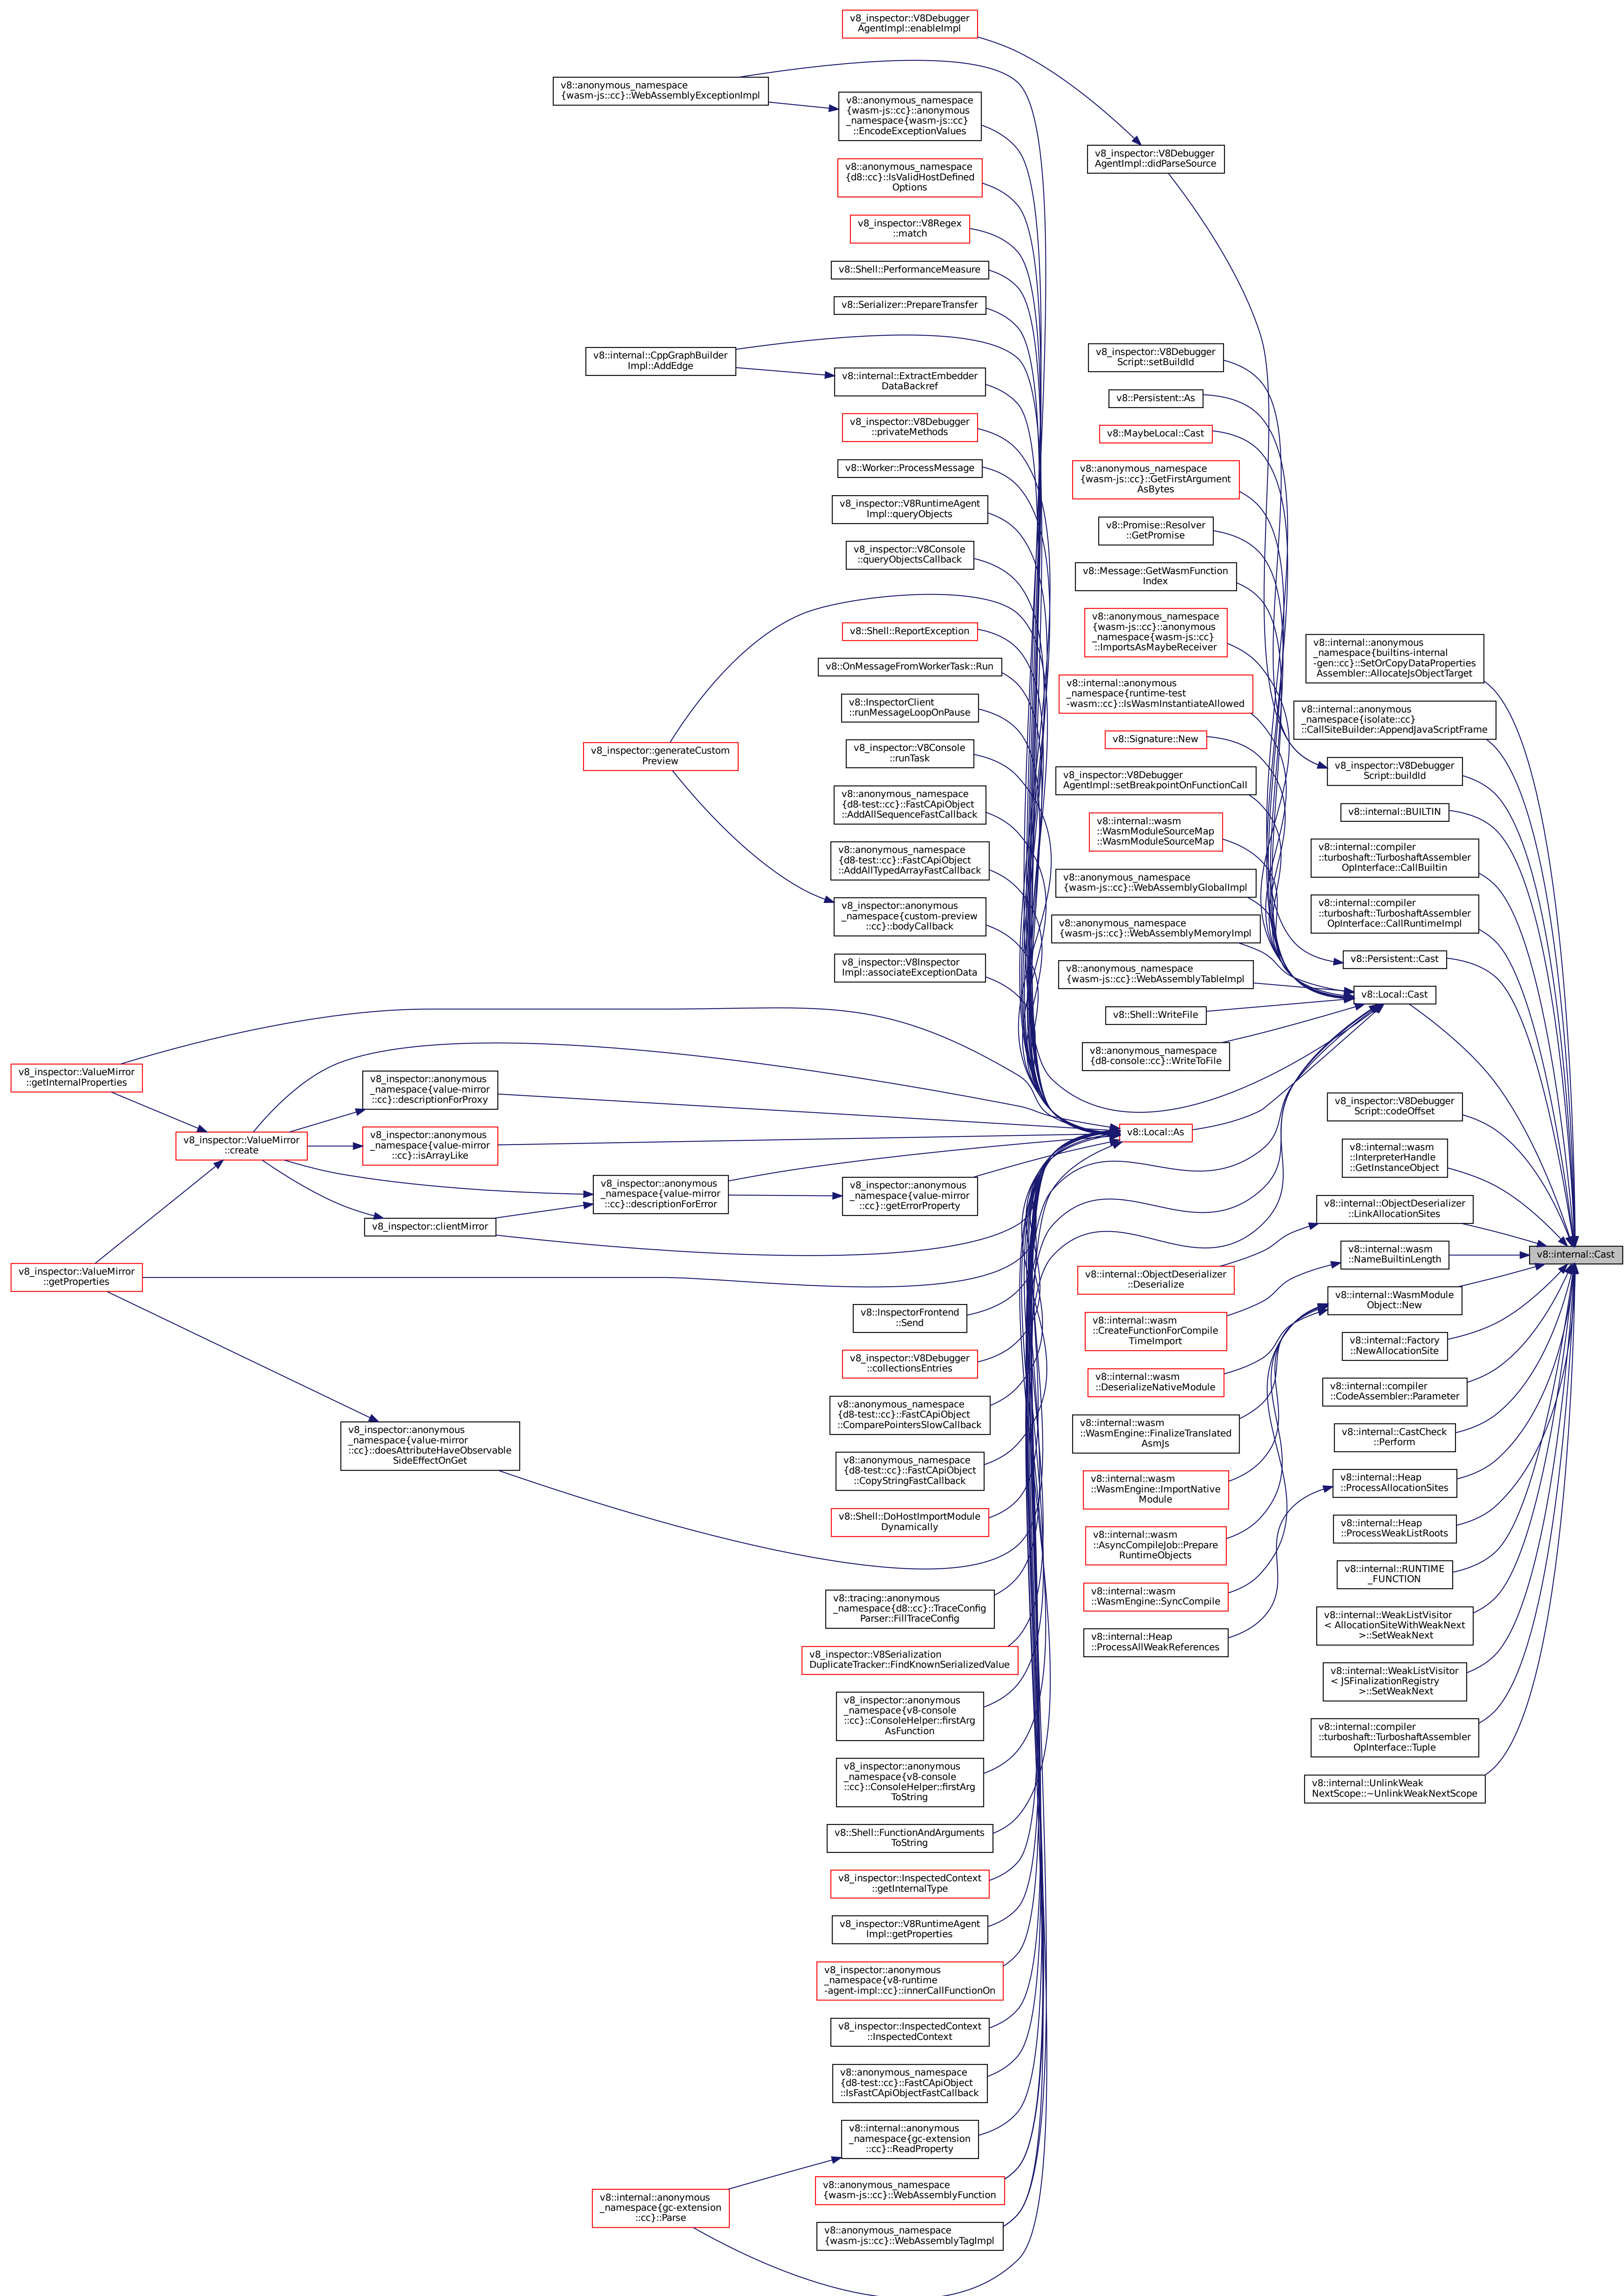 v8_inspector::V8Debugger
AgentImpl::enableImpl
v8::anonymous_namespace
{wasm-js::cc}::WebAssemblyExceptionImpl
v8::anonymous_namespace
{wasm-js::cc}::anonymous
_namespace{wasm-js::cc}
::EncodeExceptionValues
v8::anonymous_namespace
{d8::cc}::IsValidHostDefined
Options
v8_inspector::V8Regex
::match
v8::Shell::PerformanceMeasure
v8::Serializer::PrepareTransfer
v8::internal::CppGraphBuilder
Impl::AddEdge
v8::internal::ExtractEmbedder
DataBackref
v8_inspector::V8Debugger
::privateMethods
v8::Worker::ProcessMessage
v8_inspector::V8RuntimeAgent
Impl::queryObjects
v8_inspector::V8Console
::queryObjectsCallback
v8::Shell::ReportException
v8::OnMessageFromWorkerTask::Run
v8::InspectorClient
::runMessageLoopOnPause
v8_inspector::generateCustom
Preview
v8_inspector::V8Console
::runTask
v8::anonymous_namespace
{d8-test::cc}::FastCApiObject
::AddAllSequenceFastCallback
v8::anonymous_namespace
{d8-test::cc}::FastCApiObject
::AddAllTypedArrayFastCallback
v8_inspector::anonymous
_namespace{custom-preview
::cc}::bodyCallback
v8_inspector::V8Inspector
Impl::associateExceptionData
v8_inspector::ValueMirror
::getInternalProperties
v8_inspector::anonymous
_namespace{value-mirror
::cc}::descriptionForProxy
v8_inspector::ValueMirror
::create
v8_inspector::anonymous
_namespace{value-mirror
::cc}::isArrayLike
v8_inspector::anonymous
_namespace{value-mirror
::cc}::descriptionForError
v8_inspector::anonymous
_namespace{value-mirror
::cc}::getErrorProperty
v8_inspector::clientMirror
v8_inspector::ValueMirror
::getProperties
v8::InspectorFrontend
::Send
v8_inspector::V8Debugger
::collectionsEntries
v8::anonymous_namespace
{d8-test::cc}::FastCApiObject
::ComparePointersSlowCallback
v8_inspector::anonymous
_namespace{value-mirror
::cc}::doesAttributeHaveObservable
SideEffectOnGet
v8::anonymous_namespace
{d8-test::cc}::FastCApiObject
::CopyStringFastCallback
v8::Shell::DoHostImportModule
Dynamically
v8::tracing::anonymous
_namespace{d8::cc}::TraceConfig
Parser::FillTraceConfig
v8_inspector::V8Serialization
DuplicateTracker::FindKnownSerializedValue
v8_inspector::anonymous
_namespace{v8-console
::cc}::ConsoleHelper::firstArg
AsFunction
v8_inspector::anonymous
_namespace{v8-console
::cc}::ConsoleHelper::firstArg
ToString
v8::Shell::FunctionAndArguments
ToString
v8_inspector::InspectedContext
::getInternalType
v8_inspector::V8RuntimeAgent
Impl::getProperties
v8_inspector::anonymous
_namespace{v8-runtime
-agent-impl::cc}::innerCallFunctionOn
v8_inspector::InspectedContext
::InspectedContext
v8::anonymous_namespace
{d8-test::cc}::FastCApiObject
::IsFastCApiObjectFastCallback
v8::internal::anonymous
_namespace{gc-extension
::cc}::ReadProperty
v8::anonymous_namespace
{wasm-js::cc}::WebAssemblyFunction
v8::internal::anonymous
_namespace{gc-extension
::cc}::Parse
v8::anonymous_namespace
{wasm-js::cc}::WebAssemblyTagImpl
v8_inspector::V8Debugger
AgentImpl::didParseSource
v8_inspector::V8Debugger
Script::setBuildId
v8::Persistent::As
v8::MaybeLocal::Cast
v8::anonymous_namespace
{wasm-js::cc}::GetFirstArgument
AsBytes
v8::Promise::Resolver
::GetPromise
v8::Message::GetWasmFunction
Index
v8::anonymous_namespace
{wasm-js::cc}::anonymous
_namespace{wasm-js::cc}
::ImportsAsMaybeReceiver
v8::internal::anonymous
_namespace{runtime-test
-wasm::cc}::IsWasmInstantiateAllowed
v8::Signature::New
v8_inspector::V8Debugger
AgentImpl::setBreakpointOnFunctionCall
v8::internal::wasm
::WasmModuleSourceMap
::WasmModuleSourceMap
v8::anonymous_namespace
{wasm-js::cc}::WebAssemblyGlobalImpl
v8::anonymous_namespace
{wasm-js::cc}::WebAssemblyMemoryImpl
v8::anonymous_namespace
{wasm-js::cc}::WebAssemblyTableImpl
v8::Shell::WriteFile
v8::anonymous_namespace
{d8-console::cc}::WriteToFile
v8::Local::As
v8::internal::ObjectDeserializer
::Deserialize
v8::internal::wasm
::CreateFunctionForCompile
TimeImport
v8::internal::wasm
::DeserializeNativeModule
v8::internal::wasm
::WasmEngine::FinalizeTranslated
AsmJs
v8::internal::wasm
::WasmEngine::ImportNative
Module
v8::internal::wasm
::AsyncCompileJob::Prepare
RuntimeObjects
v8::internal::wasm
::WasmEngine::SyncCompile
v8::internal::Heap
::ProcessAllWeakReferences
v8::internal::anonymous
_namespace{builtins-internal
-gen::cc}::SetOrCopyDataProperties
Assembler::AllocateJsObjectTarget
v8::internal::anonymous
_namespace{isolate::cc}
::CallSiteBuilder::AppendJavaScriptFrame
v8_inspector::V8Debugger
Script::buildId
v8::internal::BUILTIN
v8::internal::compiler
::turboshaft::TurboshaftAssembler
OpInterface::CallBuiltin
v8::internal::compiler
::turboshaft::TurboshaftAssembler
OpInterface::CallRuntimeImpl
v8::Persistent::Cast
v8::Local::Cast
v8_inspector::V8Debugger
Script::codeOffset
v8::internal::wasm
::InterpreterHandle
::GetInstanceObject
v8::internal::ObjectDeserializer
::LinkAllocationSites
v8::internal::wasm
::NameBuiltinLength
v8::internal::WasmModule
Object::New
v8::internal::Factory
::NewAllocationSite
v8::internal::compiler
::CodeAssembler::Parameter
v8::internal::CastCheck
::Perform
v8::internal::Heap
::ProcessAllocationSites
v8::internal::Heap
::ProcessWeakListRoots
v8::internal::RUNTIME
_FUNCTION
v8::internal::WeakListVisitor
< AllocationSiteWithWeakNext
>::SetWeakNext
v8::internal::WeakListVisitor
< JSFinalizationRegistry
>::SetWeakNext
v8::internal::compiler
::turboshaft::TurboshaftAssembler
OpInterface::Tuple
v8::internal::UnlinkWeak
NextScope::~UnlinkWeakNextScope
v8::internal::Cast